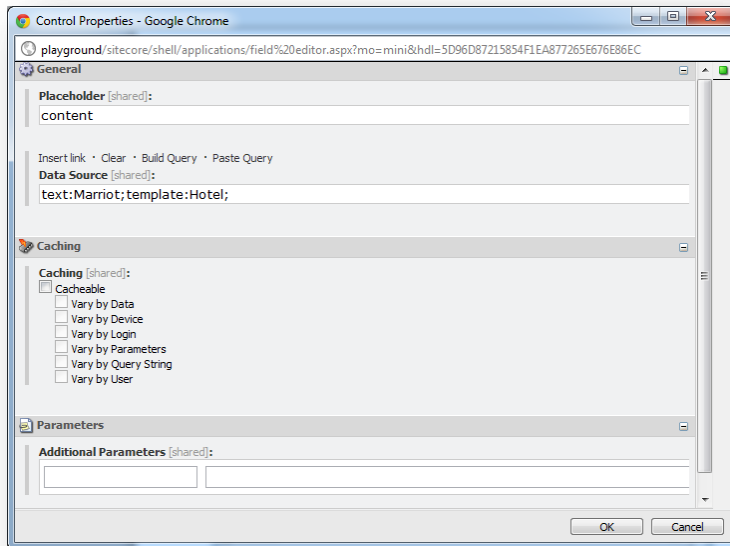 Control Properties - Google Chrome
playground/sitecore/shell/applications/field%20editor.aspx?mo=mini&hdl=5D96D87215854F1EA877265E676E86EC
General
Placeholder [shared]:
content
Insert link · Clear · Build Query · Paste Query
Data Source [shared]:
text:Marriot;template:Hotel;
Caching
Caching [shared]:
Cacheable
Vary by Data
Vary by Device
Vary by Login
Vary by Parameters
Vary by Query String
Vary by User
Parameters
Additional Parameters [shared]:
OK Cancel